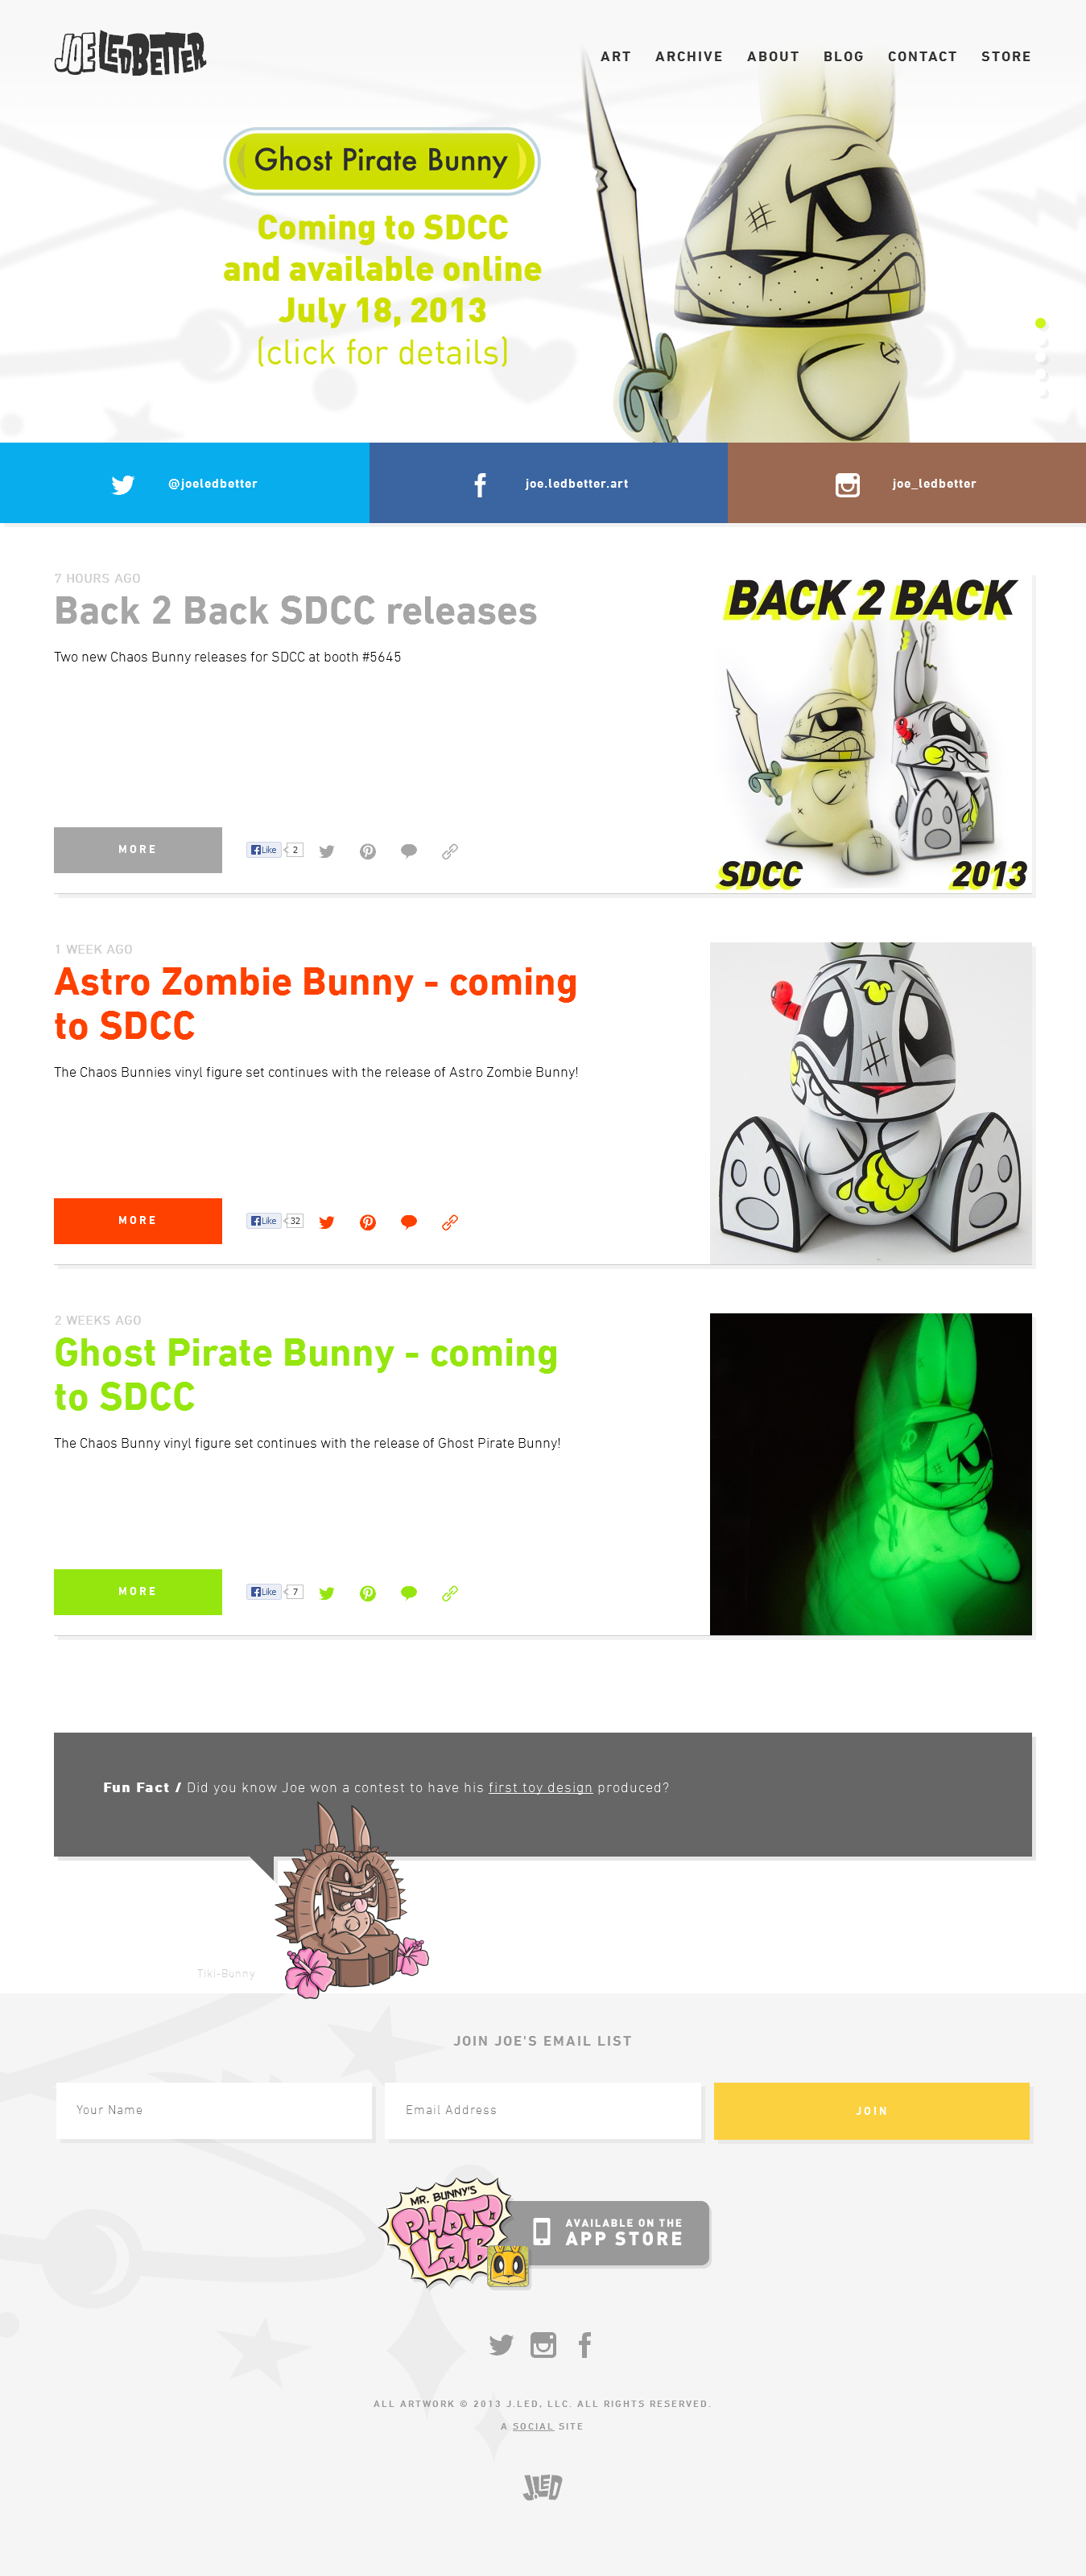 JOE LEDBETTER
ART ARCHIVE ABOUT BLOG CONTACT STORE
Ghost Pirate Bunny
Coming to SDCC
and available online
July 18, 2013
(click for details)
@joeledbetter
joe.ledbetter.art
joe_ledbetter
7 HOURS AGO
Back 2 Back SDCC releases
Two new Chaos Bunny releases for SDCC at booth #5645
MORE
Like 2
BACK 2 BACK
SDCC 2013
1 WEEK AGO
Astro Zombie Bunny - coming
to SDCC
The Chaos Bunnies vinyl figure set continues with the release of Astro Zombie Bunny!
MORE
Like 32
2 WEEKS AGO
Ghost Pirate Bunny - coming
to SDCC
The Chaos Bunny vinyl figure set continues with the release of Ghost Pirate Bunny!
MORE
Like 7
Fun Fact / Did you know Joe won a contest to have his first toy design produced?
Tiki-Bunny
JOIN JOE'S EMAIL LIST
Your Name
Email Address
JOIN
MR. BUNNY'S
PHOTO
LAB
AVAILABLE ON THE
APP STORE
ALL ARTWORK © 2013 J.LED, LLC. ALL RIGHTS RESERVED.
A SOCIAL SITE
J.LED